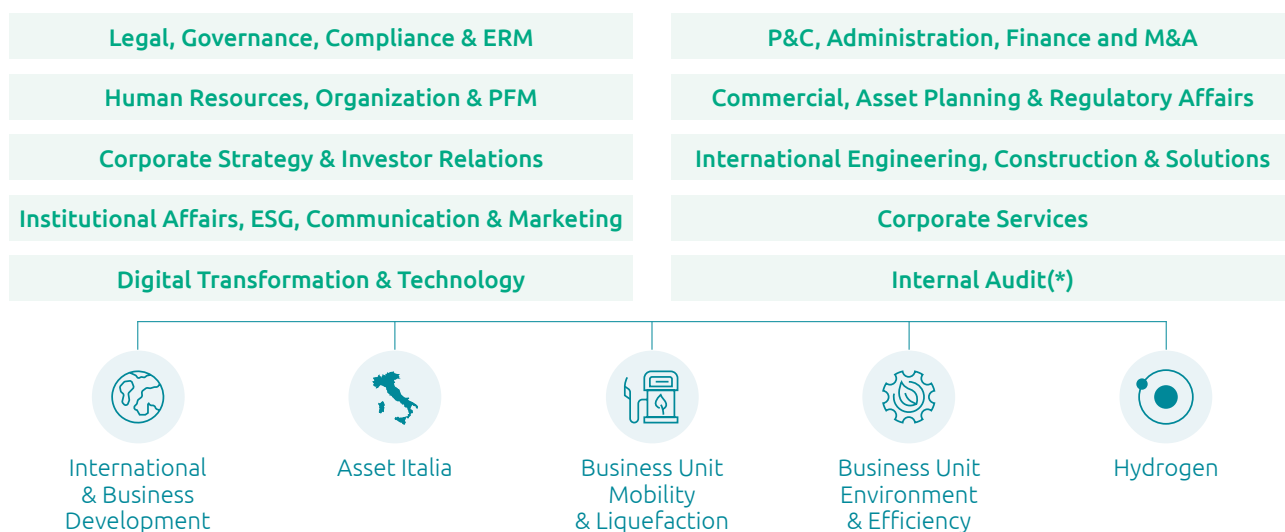 Legal, Governance, Compliance & ERM
P&C, Administration, Finance and M&A
Human Resources, Organization & PFM
Commercial, Asset Planning & Regulatory Affairs
Corporate Strategy & Investor Relations
International Engineering, Construction & Solutions
Institutional Affairs, ESG, Communication & Marketing
Corporate Services
Digital Transformation & Technology
Internal Audit(*)
International
& Business
Development
Asset Italia
Business Unit
Mobility
& Liquefaction
Business Unit
Environment
& Efficiency
Hydrogen